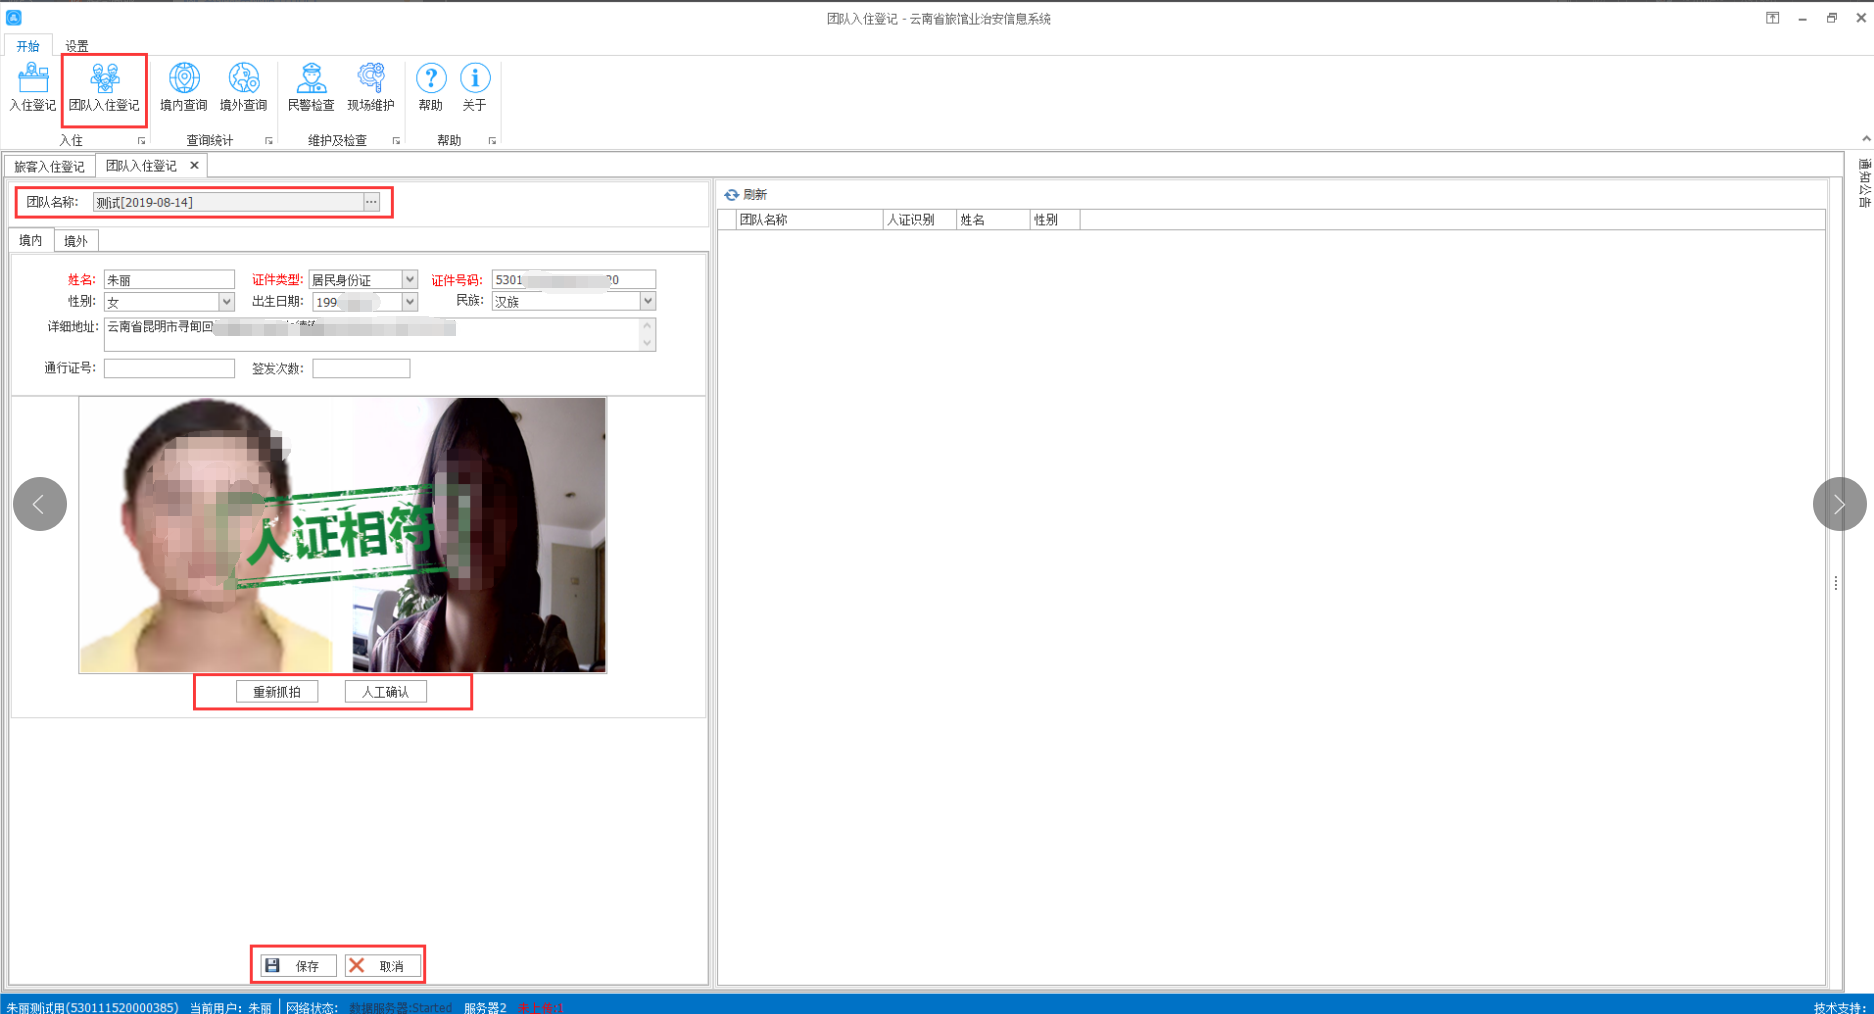 团队入住登记 - 云南省旅馆业治安信息系统
开始 设置
入住登记 团队入住登记 境内查询 境外查询 民警检查 现场维护 帮助 关于
入住 查询统计 维护及检查 帮助
旅客入住登记 团队入住登记
通知公告
团队名称: 测试[2019-08-14]
刷新
团队名称 人证识别 姓名 性别
境内 境外
姓名: 朱丽 证件类型: 居民身份证 证件号码: 5301 20
性别: 女 出生日期: 199 民族: 汉族
详细地址: 云南省昆明市寻甸回
通行证号: 签发次数:
人证相符
重新抓拍 人工确认
保存 取消
朱丽测试用(530111520000385) 当前用户: 朱丽 网络状态: 数据服务器:Started 服务器2 未上传:1 技术支持: